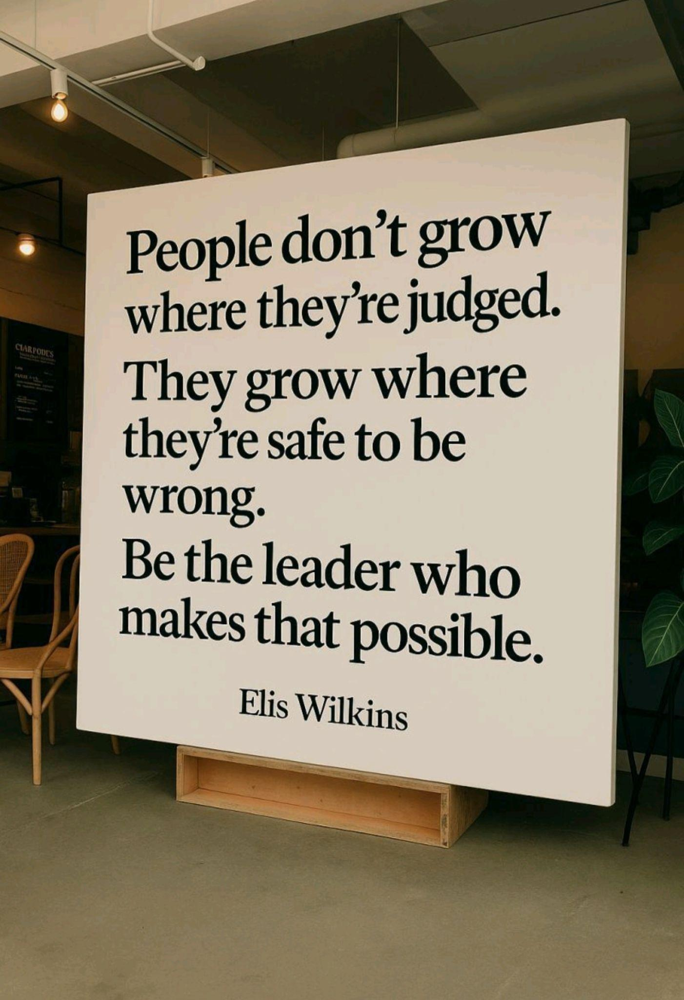 People don’t grow
where they’re judged.
They grow where
they’re safe to be
wrong.
Be the leader who
makes that possible.
Elis Wilkins
CIARPODES